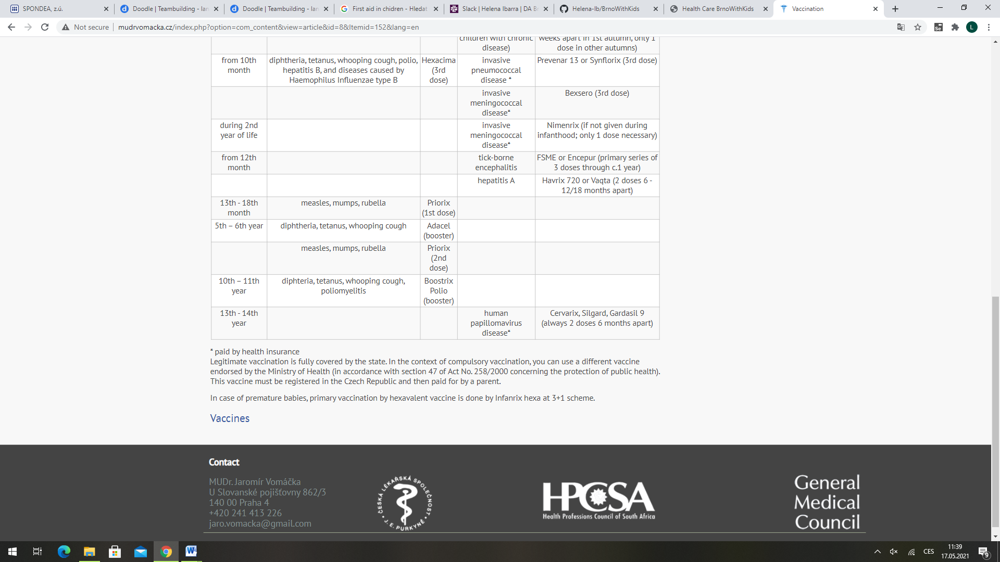 SPONDEA, z.ú.
Doodle | Teambuilding - Ian
Doodle | Teambuilding - Ian
First aid in chidren - Hledat
Slack | Helena Ibarra | DA Br
Helena-Ib/BrnoWithKids
Health Care BrnoWithKids
Vaccination
Not secure
mudrvomacka.cz/index.php?option=com_content&view=article&id=8&Itemid=152&lang=en
Se
L
children with chronic
disease)
weeks apart in 1st autumn, only 1
dose in other autumns)
from 10th
month
diphtheria, tetanus, whooping cough, polio,
hepatitis B, and diseases caused by
Haemophilus Influenzae type B
Hexacima
(3rd
dose)
invasive
pneumococcal
disease *
Prevenar 13 or Synflorix (3rd dose)
invasive
meningococcal
disease*
Bexsero (3rd dose)
during 2nd
year of life
invasive
meningococcal
disease*
Nimenrix (if not given during
infanthood; only 1 dose necessary)
from 12th
month
tick-borne
encephalitis
FSME or Encepur (primary series of
3 doses through c.1 year)
hepatitis A
Havrix 720 or Vaqta (2 doses 6 -
12/18 months apart)
13th - 18th
month
measles, mumps, rubella
Priorix
(1st dose)
5th – 6th year
diphtheria, tetanus, whooping cough
Adacel
(booster)
measles, mumps, rubella
Priorix
(2nd
dose)
10th – 11th
year
diphteria, tetanus, whooping cough,
poliomyelitis
Boostrix
Polio
(booster)
13th - 14th
year
human
papillomavirus
disease*
Cervarix, Silgard, Gardasil 9
(always 2 doses 6 months apart)
* paid by health insurance
Legitimate vaccination is fully covered by the state. In the context of compulsory vaccination, you can use a different vaccine
endorsed by the Ministry of Health (in accordance with section 47 of Act No. 258/2000 concerning the protection of public health).
This vaccine must be registered in the Czech Republic and then paid for by a parent.
In case of premature babies, primary vaccination by hexavalent vaccine is done by Infanrix hexa at 3+1 scheme.
Vaccines
Contact
MUDr. Jaromír Vomáčka
U Slovanské pojišťovny 862/3
140 00 Praha 4
+420 241 413 226
jaro.vomacka@gmail.com
ČESKÁ LÉKAŘSKÁ SPOLEČNOST
• J. E. PURKYNĚ •
HPCSA
Health Professions Council of South Africa
General
Medical
Council
CES
11:39
17.05.2021
9